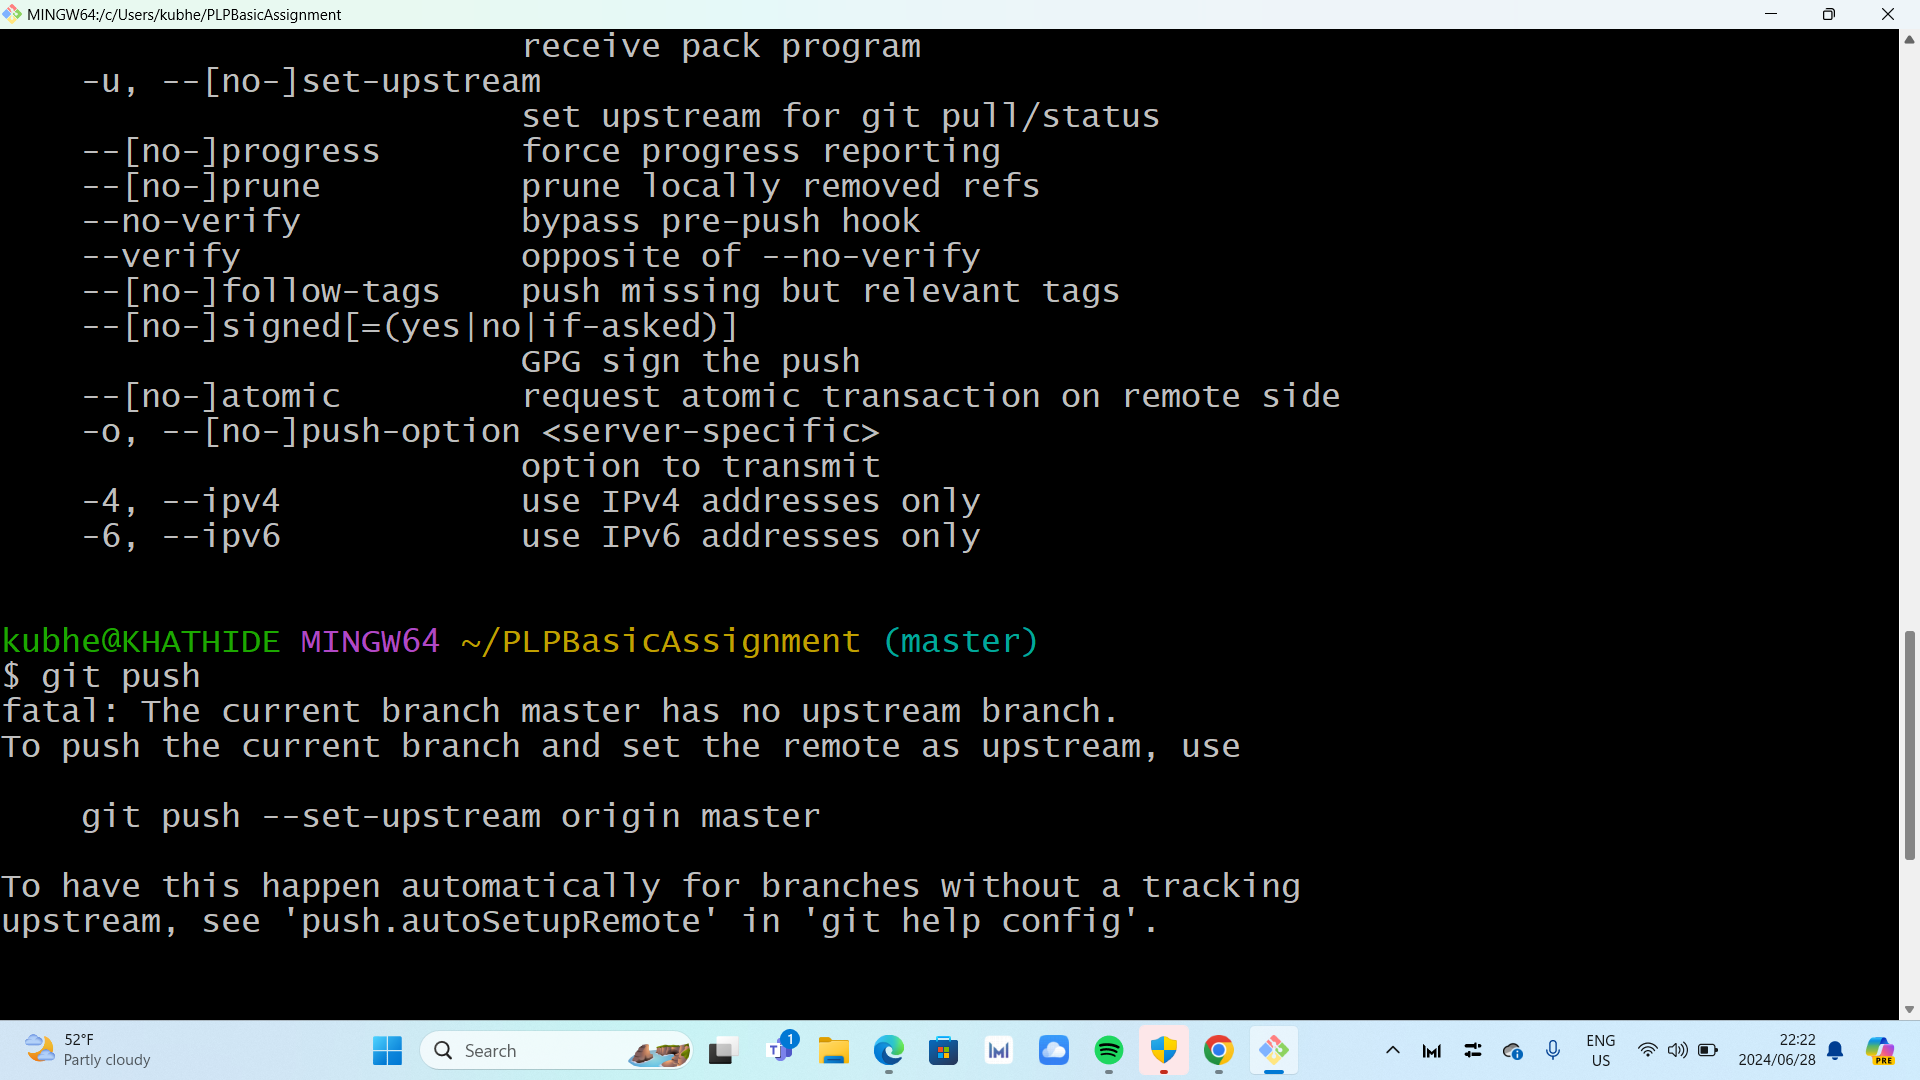 MINGW64:/c/Users/kubhe/PLPBasicAssignment
receive pack program
-u, --[no-]set-upstream
set upstream for git pull/status
--[no-]progress force progress reporting
--[no-]prune prune locally removed refs
--no-verify bypass pre-push hook
--verify opposite of --no-verify
--[no-]follow-tags push missing but relevant tags
--[no-]signed[=(yes|no|if-asked)]
GPG sign the push
--[no-]atomic request atomic transaction on remote side
-o, --[no-]push-option <server-specific>
option to transmit
-4, --ipv4 use IPv4 addresses only
-6, --ipv6 use IPv6 addresses only
kubhe@KHATHIDE MINGW64 ~/PLPBasicAssignment (master)
$ git push
fatal: The current branch master has no upstream branch.
To push the current branch and set the remote as upstream, use
git push --set-upstream origin master
To have this happen automatically for branches without a tracking
upstream, see 'push.autoSetupRemote' in 'git help config'.
52°F
Partly cloudy
Search
1
ENG
US
22:22
2024/06/28
PRE